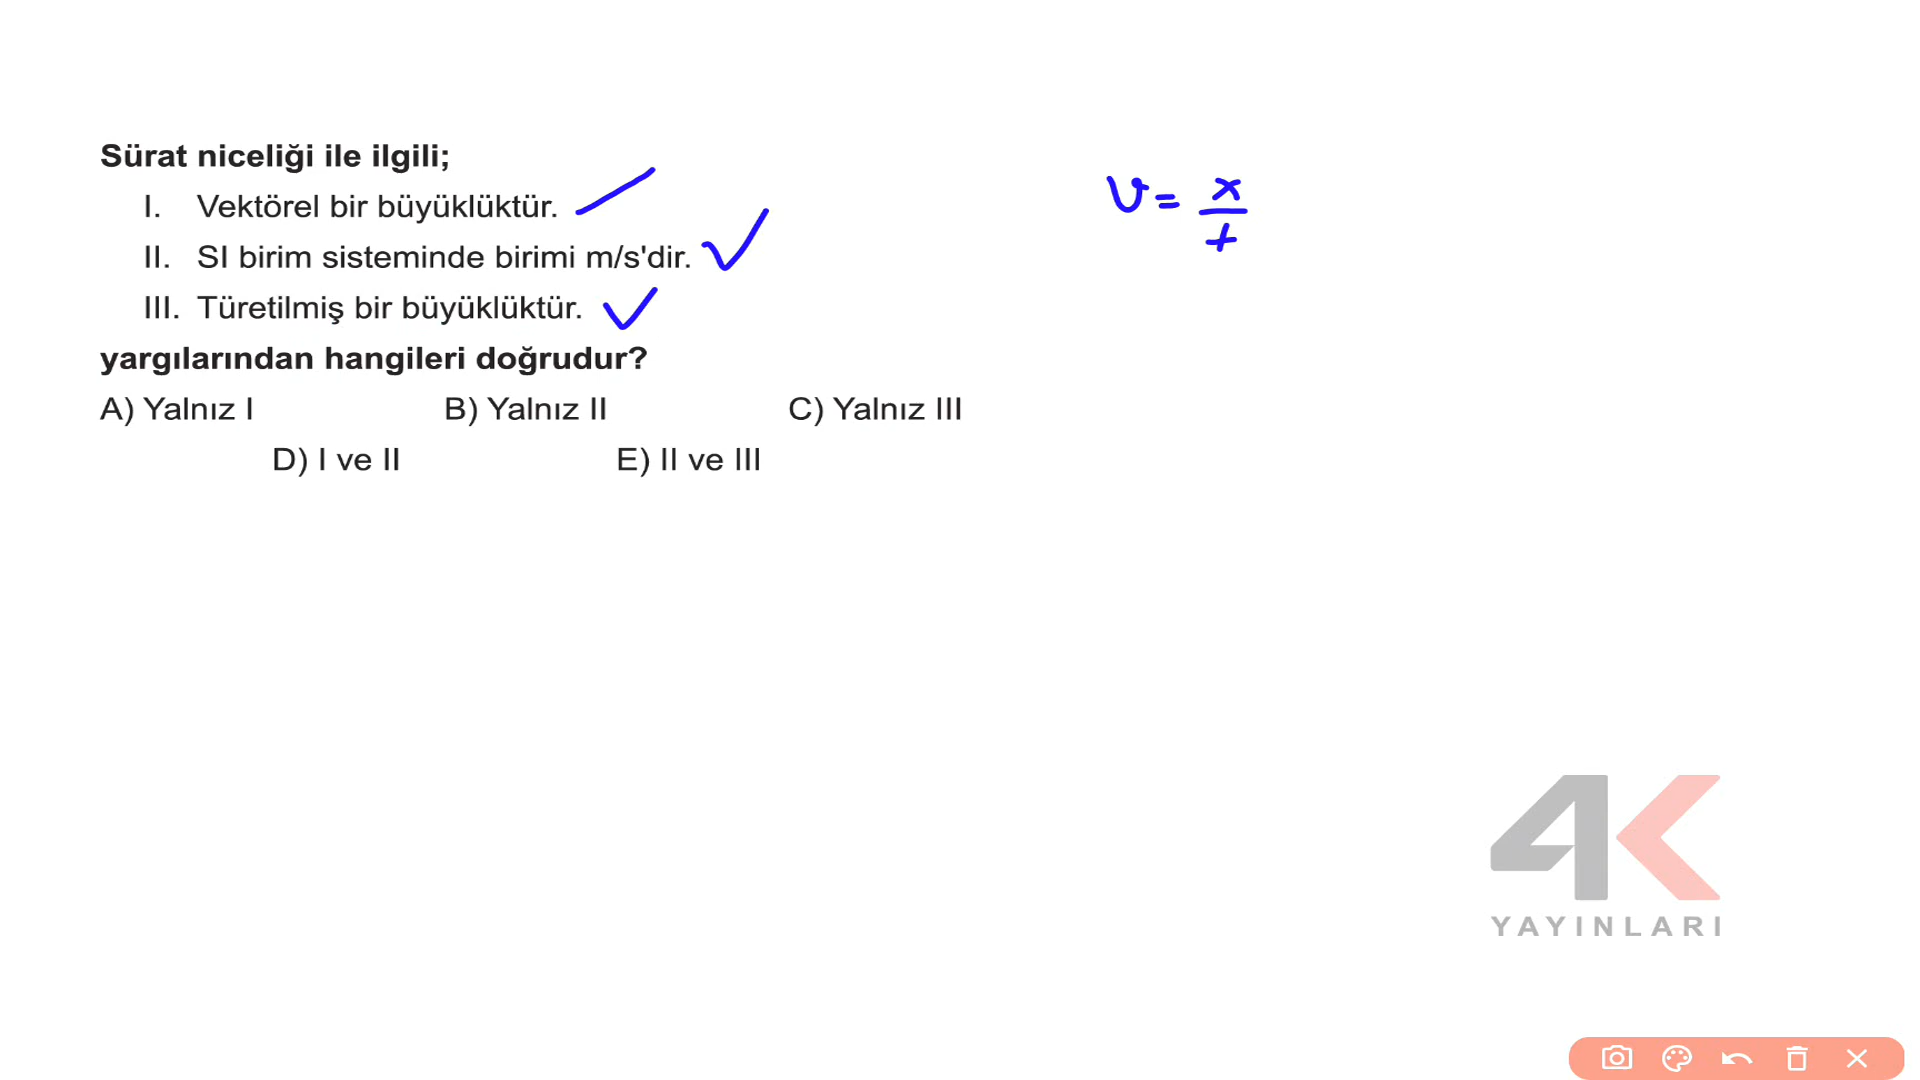 Sürat niceliği ile ilgili;
I. Vektörel bir büyüklüktür.
II. SI birim sisteminde birimi m/s'dir.
III. Türetilmiş bir büyüklüktür.
yargılarından hangileri doğrudur?
A) Yalnız I B) Yalnız II C) Yalnız III
D) I ve II E) II ve III
v = x/t
4K
YAYINLARI